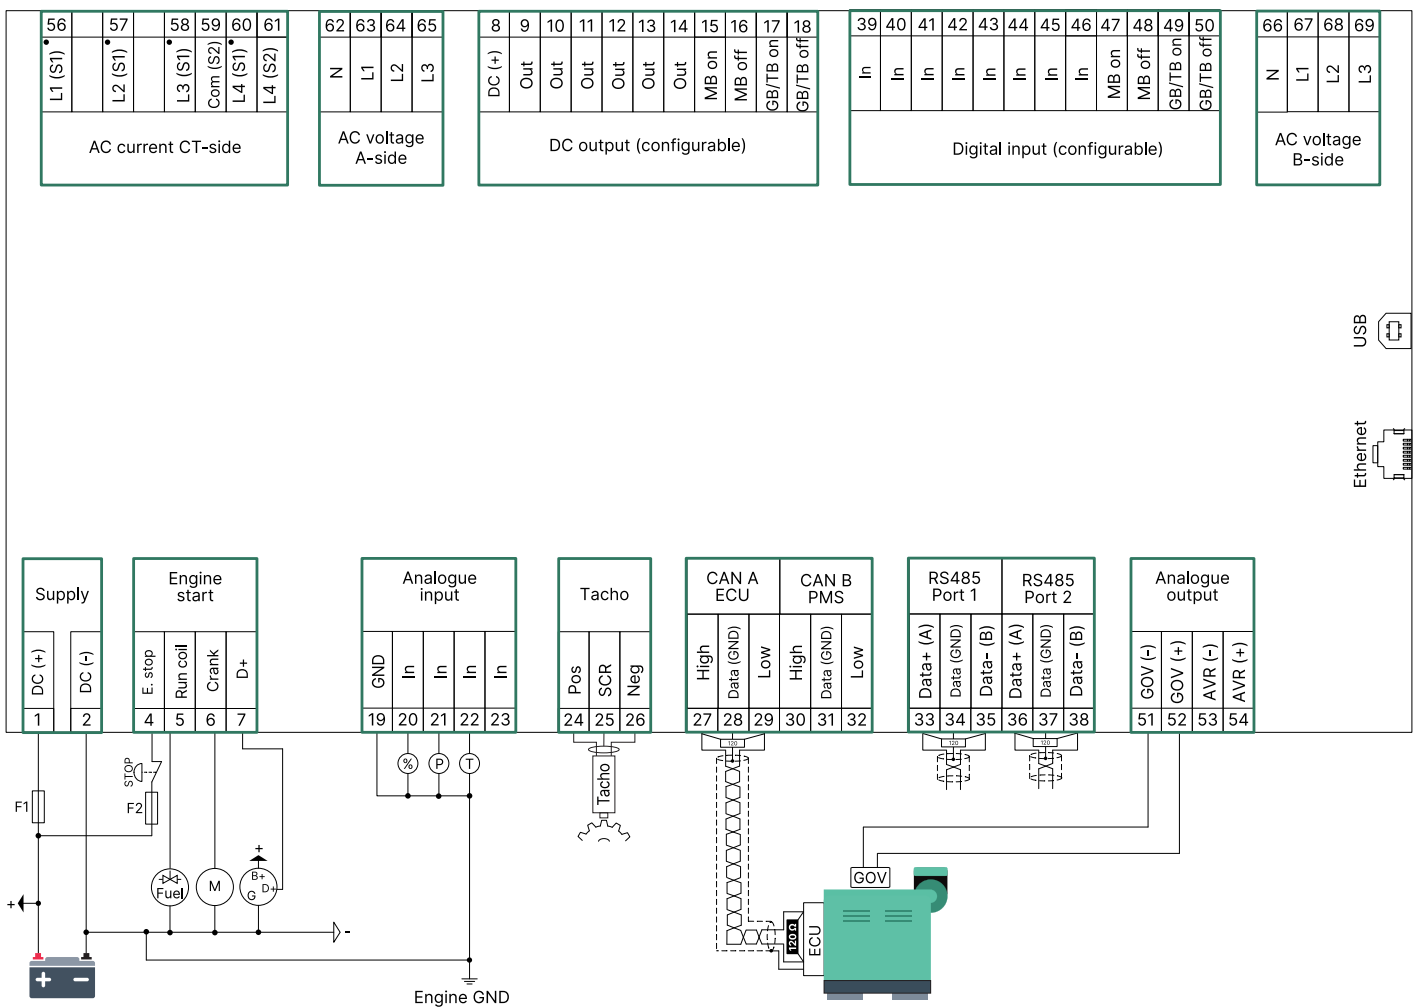 56 57 58 59 60 61
L1 (S1) L2 (S1) L3 (S1) Com (S2) L4 (S1) L4 (S2)
AC current CT-side
62 63 64 65
N L1 L2 L3
AC voltage
A-side
8 9 10 11 12 13 14 15 16 17 18
DC (+) Out Out Out Out Out Out MB on MB off GB/TB on GB/TB off
DC output (configurable)
39 40 41 42 43 44 45 46 47 48 49 50
In In In In In In In In MB on MB off GB/TB on GB/TB off
Digital input (configurable)
66 67 68 69
N L1 L2 L3
AC voltage
B-side
USB
Ethernet
Supply
DC (+) DC (-)
1 2
Engine
start
E. stop Run coil Crank D+
4 5 6 7
Analogue
input
GND In In In In
19 20 21 22 23
Tacho
Pos SCR Neg
24 25 26
CAN A
ECU
High Data (GND) Low
27 28 29
CAN B
PMS
High Data (GND) Low
30 31 32
RS485
Port 1
Data+ (A) Data (GND) Data- (B)
33 34 35
RS485
Port 2
Data+ (A) Data (GND) Data- (B)
36 37 38
Analogue
output
GOV (-) GOV (+) AVR (-) AVR (+)
51 52 53 54
120 120 120
STOP
% P T
F1 F2
Tacho
+
B+
Fuel M G D+
GOV
+
-
120 Ω
ECU
+ −
Engine GND